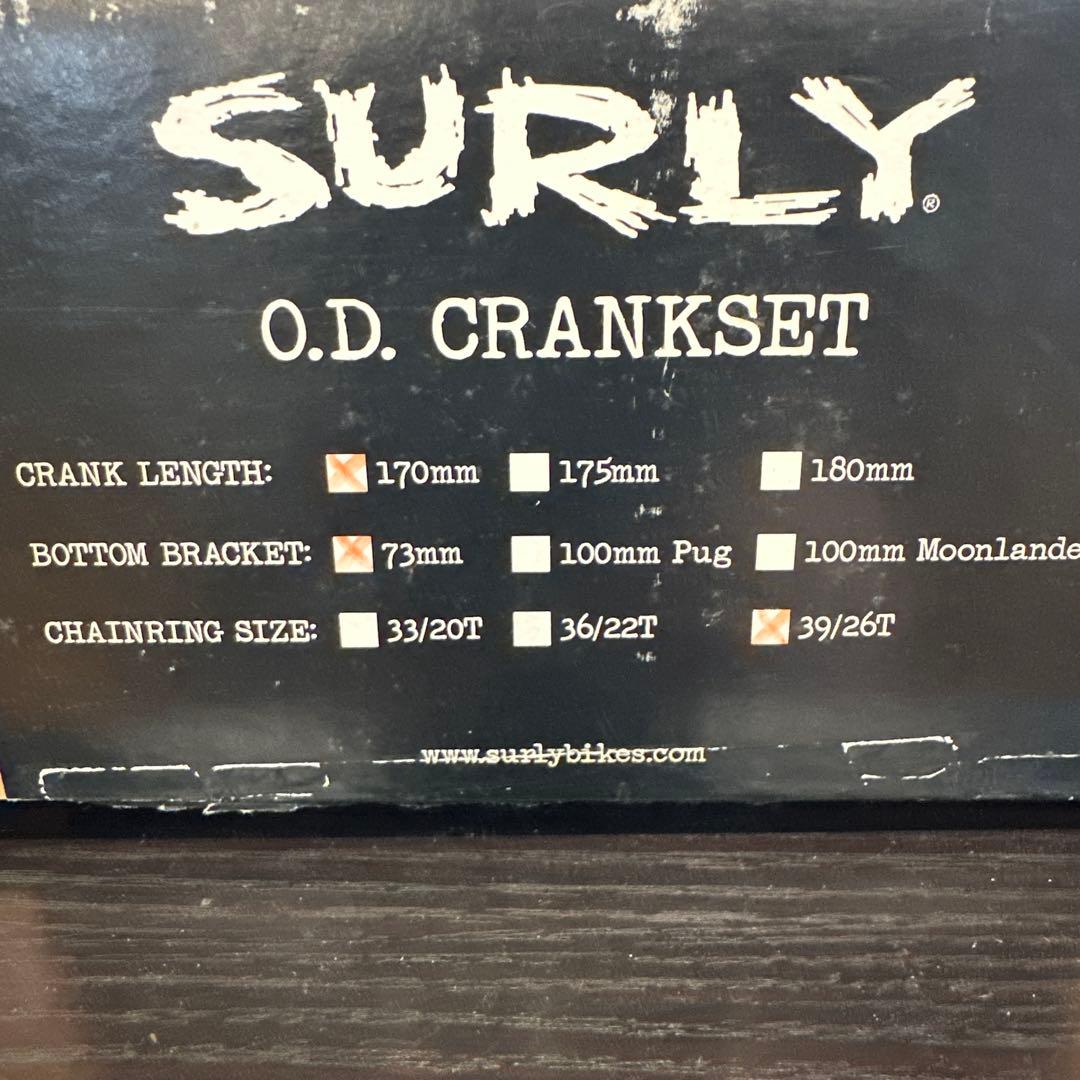 SURLY®
O.D. CRANKSET
CRANK LENGTH: 170mm 175mm 180mm
BOTTOM BRACKET: 73mm 100mm Pug 100mm Moonlande
CHAINRING SIZE: 33/20T 36/22T 39/26T
www.surlybikes.com